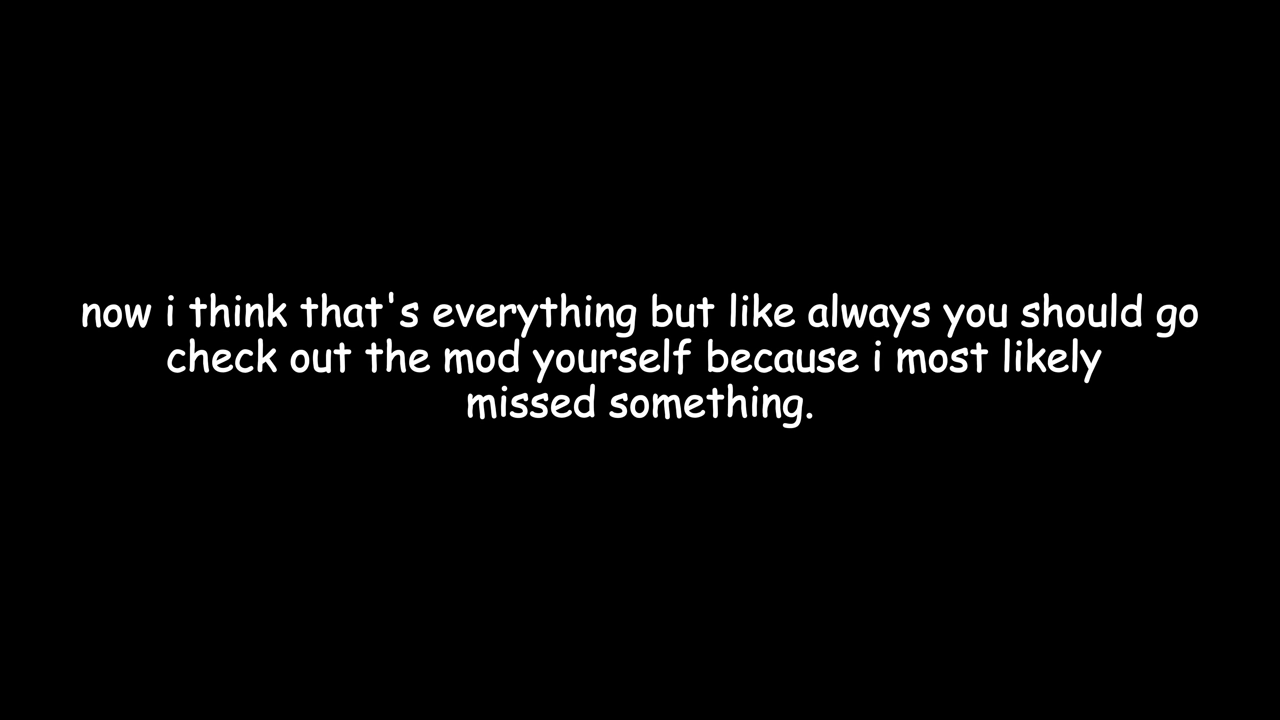 now i think that's everything but like always you should go
check out the mod yourself because i most likely
missed something.